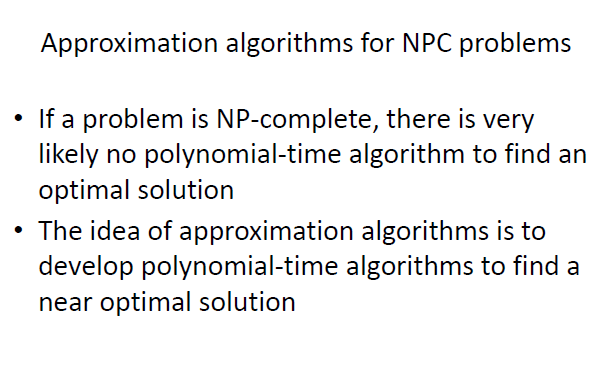 Approximation algorithms for NPC problems
• If a problem is NP-complete, there is very
likely no polynomial-time algorithm to find an
optimal solution
• The idea of approximation algorithms is to
develop polynomial-time algorithms to find a
near optimal solution